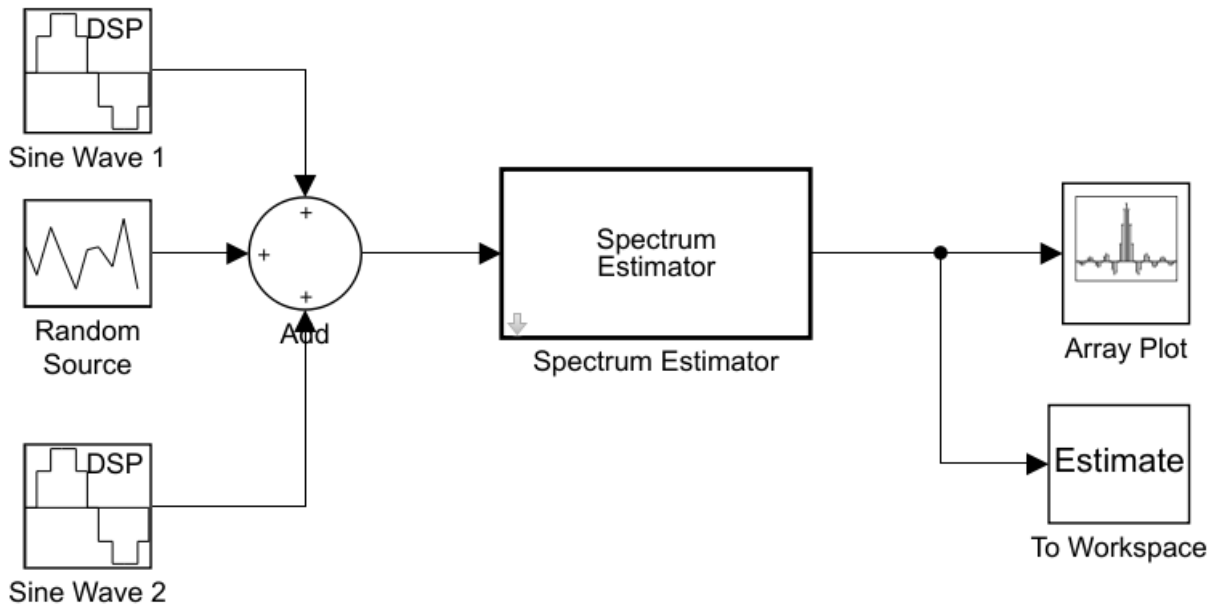 DSP
Sine Wave 1
Random
Source
+
+
+
Add
Spectrum
Estimator
Spectrum Estimator
Array Plot
DSP
Sine Wave 2
Estimate
To Workspace